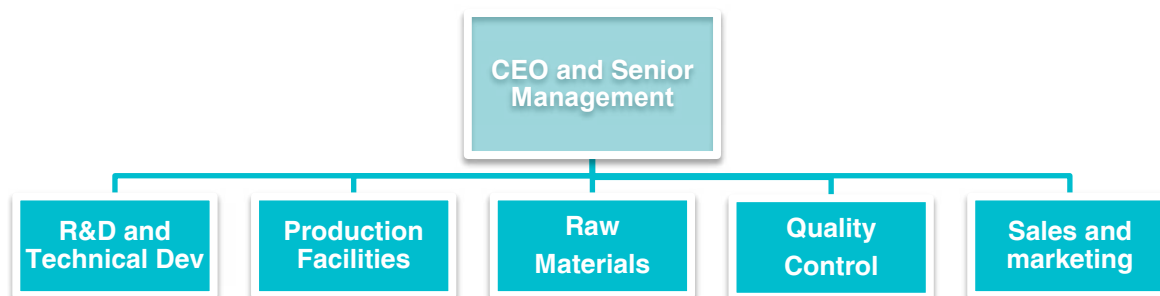 CEO and Senior
Management
R&D and
Technical Dev
Production
Facilities
Raw
Materials
Quality
Control
Sales and
marketing